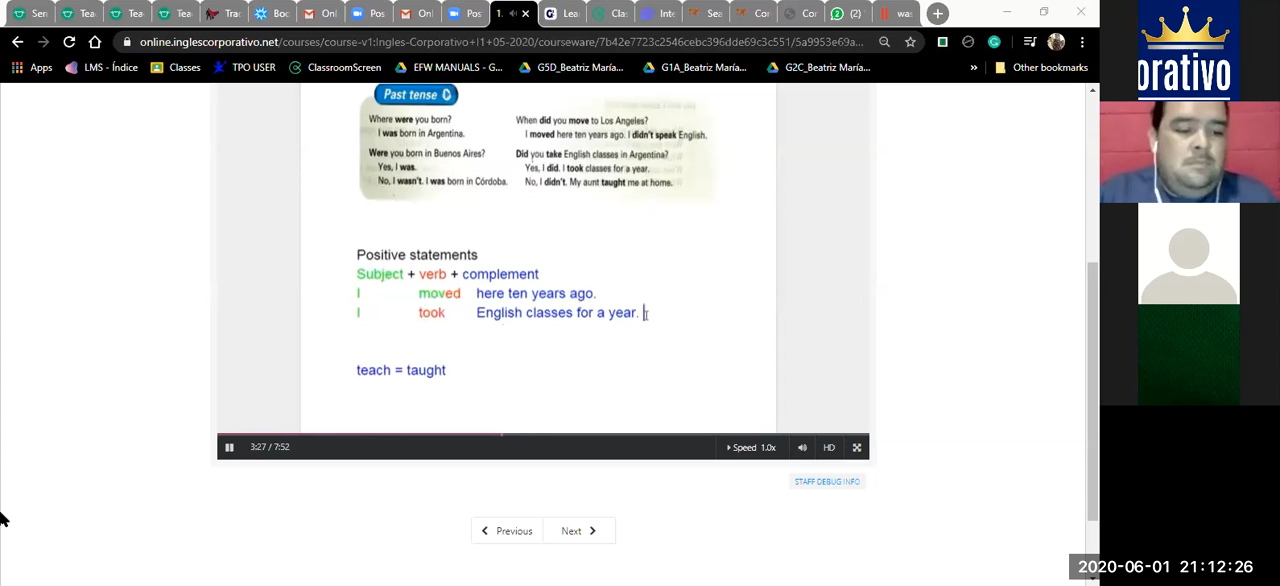 Sen
Tea
Tea
Tea
Tra
Boc
Onl
Pos
Onl
Pos
1.
Lea
Clas
Inte
Sea
Cor
Cor
(2)
was
online.inglescorporativo.net/courses/course-v1:Ingles-Corporativo+I1+05-2020/courseware/7b42e7723c2546cebc396dde69c3c551/5a9953e69a...
Apps
LMS - Índice
Classes
TPO USER
ClassroomScreen
EFW MANUALS - G...
G5D_Beatriz María...
G1A_Beatriz María...
G2C_Beatriz María...
»
Other bookmarks
orativo
Past tense
Where were you born?
I was born in Argentina.
Were you born in Buenos Aires?
Yes, I was.
No, I wasn't. I was born in Córdoba.
When did you move to Los Angeles?
I moved here ten years ago. I didn't speak English.
Did you take English classes in Argentina?
Yes, I did. I took classes for a year.
No, I didn't. My aunt taught me at home.
Positive statements
Subject + verb + complement
I moved here ten years ago.
I took English classes for a year.
teach = taught
3:27 / 7:52
Speed 1.0x
HD
STAFF DEBUG INFO
Previous
Next
2020-06-01 21:12:26